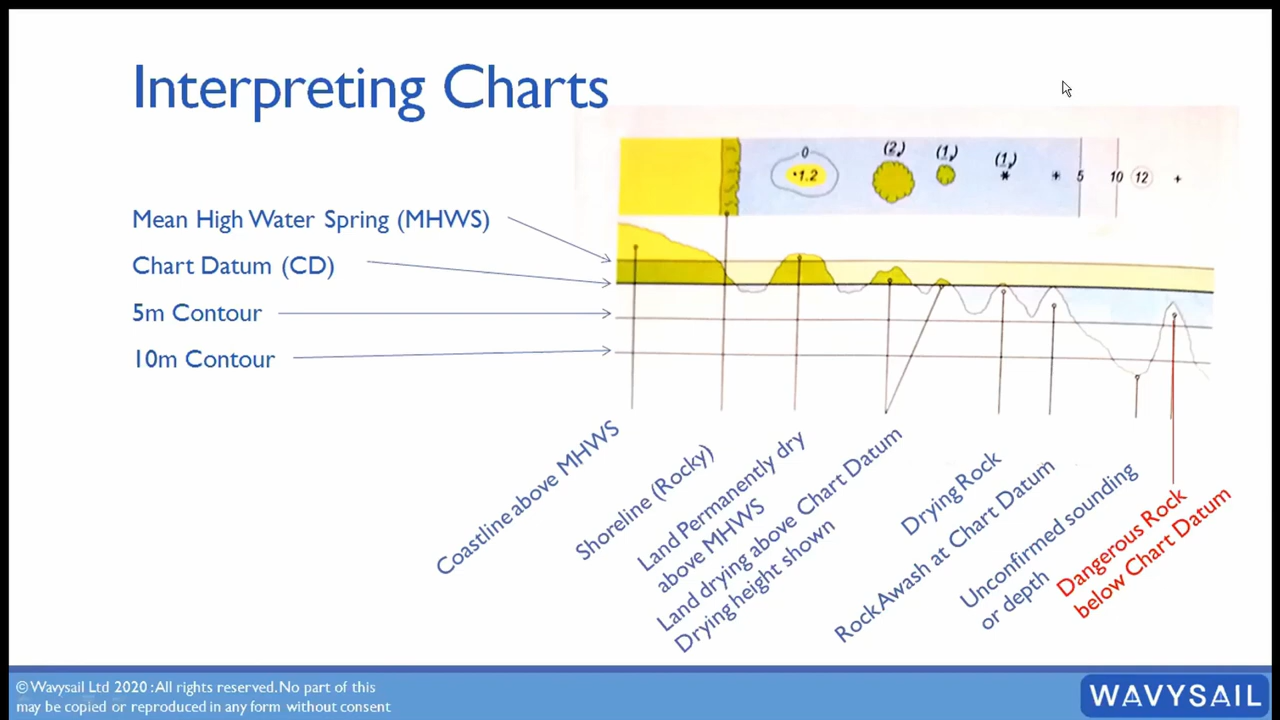 Interpreting Charts
0
•1.2
(2)
(1)
(1)
5
10
12
Mean High Water Spring (MHWS)
Chart Datum (CD)
5m Contour
10m Contour
Coastline above MHWS
Shoreline (Rocky)
Land Permanently dry
above MHWS
Land drying above Chart Datum
Drying height shown
Drying Rock
Rock Awash at Chart Datum
Unconfirmed sounding
or depth
Dangerous Rock
below Chart Datum
© Wavysail Ltd 2020 : All rights reserved. No part of this
may be copied or reproduced in any form without consent
WAVYSAIL